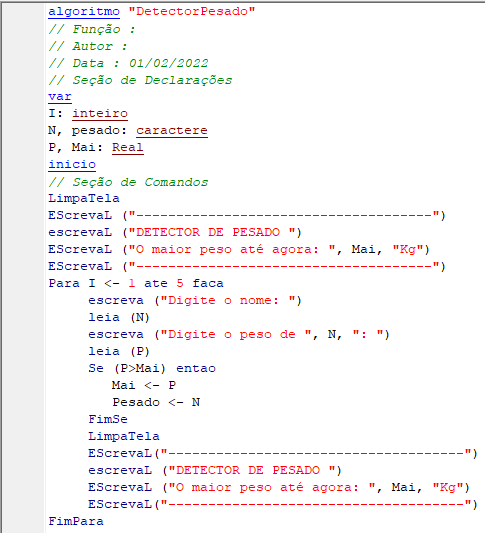 algoritmo "DetectorPesado"
// Função :
// Autor :
// Data : 01/02/2022
// Seção de Declarações
var
I: inteiro
N, pesado: caractere
P, Mai: Real
inicio
// Seção de Comandos
LimpaTela
EScrevaL ("-------------------------------------")
escrevaL ("DETECTOR DE PESADO ")
EScrevaL ("O maior peso até agora: ", Mai, "Kg")
EScrevaL ("-------------------------------------")
Para I <- 1 ate 5 faca
escreva ("Digite o nome: ")
leia (N)
escreva ("Digite o peso de ", N, ": ")
leia (P)
Se (P>Mai) entao
Mai <- P
Pesado <- N
FimSe
LimpaTela
EScrevaL("-------------------------------------")
escrevaL ("DETECTOR DE PESADO ")
EScrevaL ("O maior peso até agora: ", Mai, "Kg")
EScrevaL("-------------------------------------")
FimPara